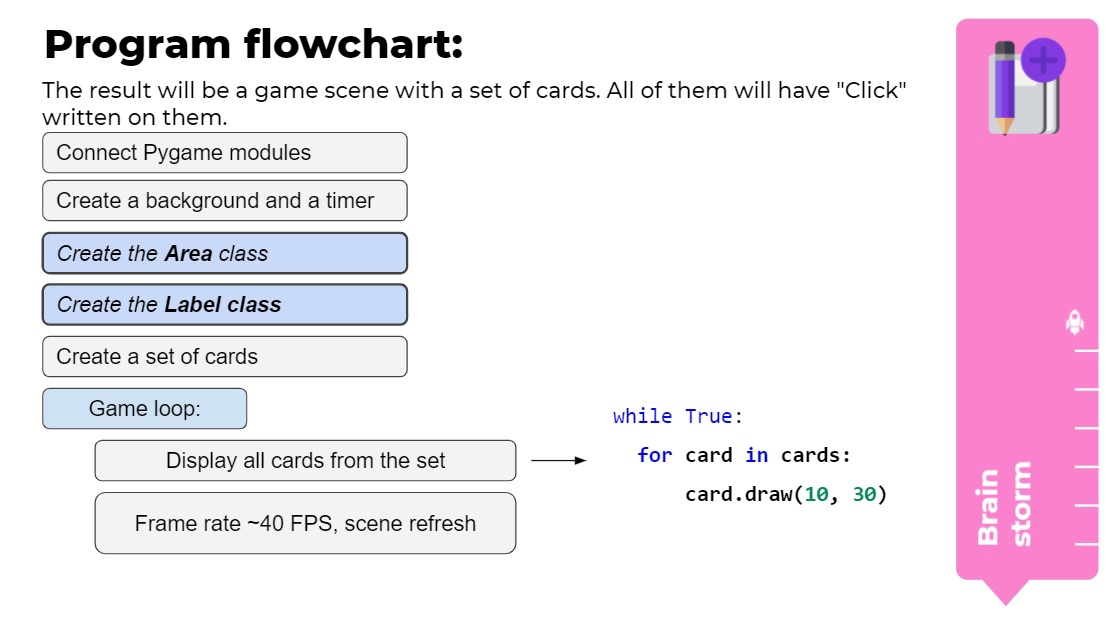 Program flowchart:
The result will be a game scene with a set of cards. All of them will have "Click"
written on them.
Connect Pygame modules
Create a background and a timer
Create the Area class
Create the Label class
Create a set of cards
Game loop:
Display all cards from the set
Frame rate ~40 FPS, scene refresh
while True:
for card in cards:
card.draw(10, 30)
Brain
storm